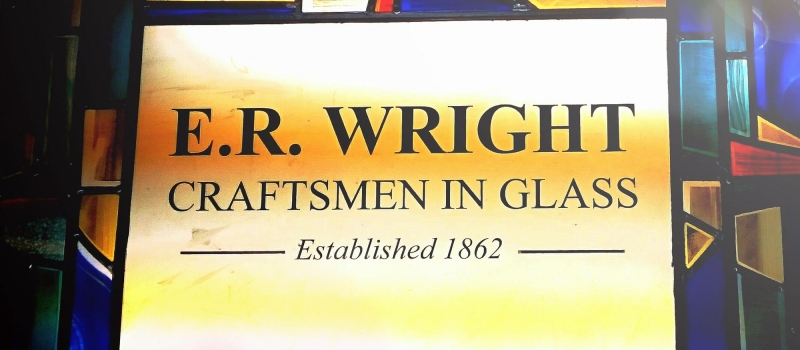 E.R. WRIGHT
CRAFTSMEN IN GLASS
Established 1862